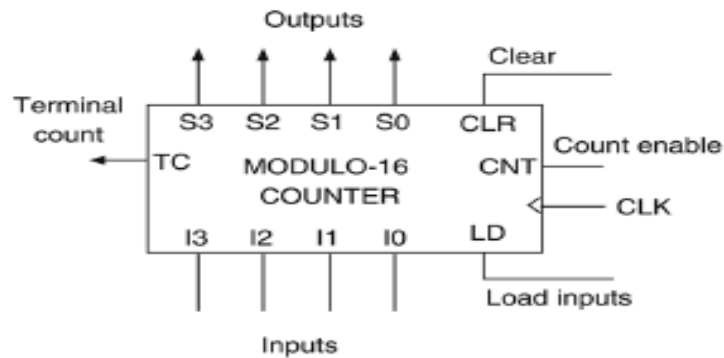 Outputs
Clear
Terminal
count
S3 S2 S1 S0 CLR
Count enable
TC MODULO-16 CNT
COUNTER
CLK
I3 I2 I1 I0 LD
Load inputs
Inputs